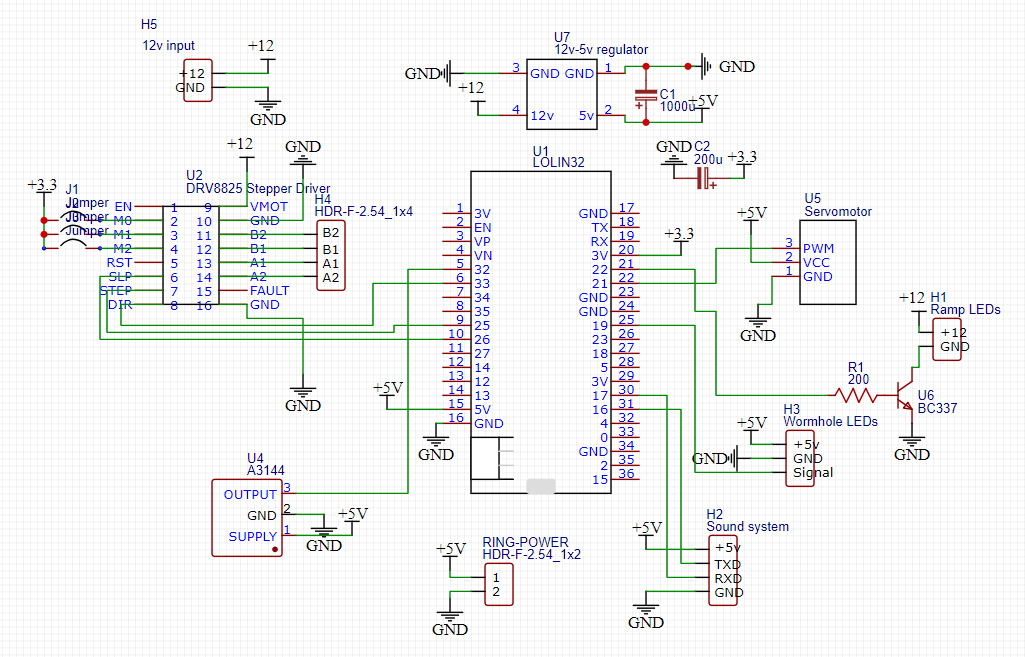 H5
12v input
+12
+12
GND
GND
U7
12v-5v regulator
GND
3
GND
GND
1
GND
+12
4
12v
5v
2
C1
1000u
+5V
+12
GND
U1
LOLIN32
GND
C2
200u
+3.3
+3.3
J1
Jumper
J2
Jumper
J3
Jumper
U2
DRV8825 Stepper Driver
EN
1
9
VMOT
M0
2
10
GND
M1
3
11
B2
M2
4
12
B1
RST
5
13
A1
SLP
6
14
A2
STEP
7
15
FAULT
DIR
8
16
GND
H4
HDR-F-2.54_1x4
B2
B1
A1
A2
GND
1
3V
2
EN
3
VP
4
VN
5
32
6
33
7
34
8
35
9
25
10
26
11
27
12
14
13
12
14
13
15
5V
16
GND
GND
17
TX
18
RX
19
3V
20
22
21
21
22
GND
23
GND
24
19
25
23
26
18
27
5
28
3V
29
17
30
16
31
4
32
0
33
GND
34
2
35
15
36
+3.3
+5V
GND
U5
Servomotor
+5V
3
PWM
2
VCC
1
GND
GND
+12
H1
Ramp LEDs
+12
GND
R1
200
U6
BC337
GND
H3
Wormhole LEDs
+5V
+5v
GND
GND
Signal
U4
A3144
OUTPUT
3
GND
2
SUPPLY
1
+5V
GND
RING-POWER
HDR-F-2.54_1x2
+5V
1
2
GND
H2
Sound system
+5V
+5v
TXD
RXD
GND
GND